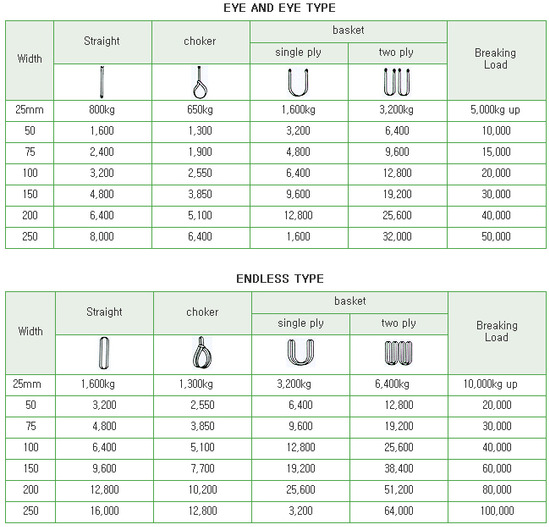 EYE AND EYE TYPE
Width Straight choker basket Breaking Load
single ply two ply
25mm 800kg 650kg 1,600kg 3,200kg 5,000kg up
50 1,600 1,300 3,200 6,400 10,000
75 2,400 1,900 4,800 9,600 15,000
100 3,200 2,550 6,400 12,800 20,000
150 4,800 3,850 9,600 19,200 30,000
200 6,400 5,100 12,800 25,600 40,000
250 8,000 6,400 1,600 32,000 50,000
ENDLESS TYPE
Width Straight choker basket Breaking Load
single ply two ply
25mm 1,600kg 1,300kg 3,200kg 6,400kg 10,000kg up
50 3,200 2,550 6,400 12,800 20,000
75 4,800 3,850 9,600 19,200 30,000
100 6,400 5,100 12,800 25,600 40,000
150 9,600 7,700 19,200 38,400 60,000
200 12,800 10,200 25,600 51,200 80,000
250 16,000 12,800 3,200 64,000 100,000